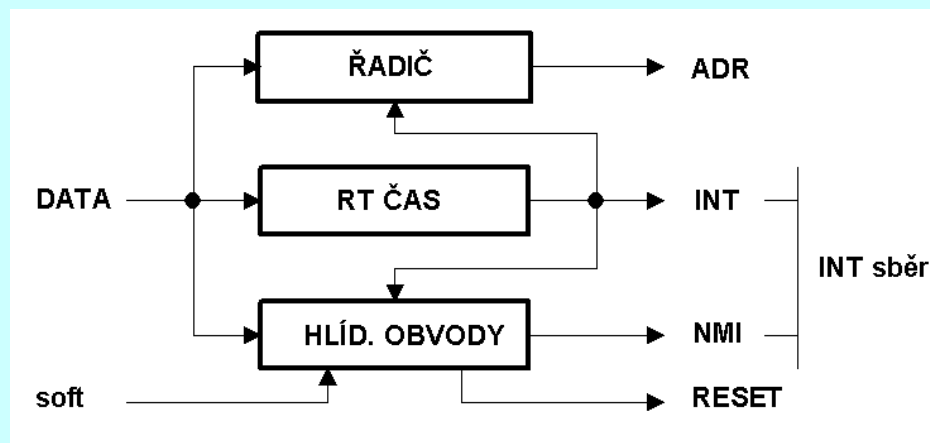 ŘADIČ
ADR
DATA
RT ČAS
INT
INT sběr
HLÍD. OBVODY
NMI
soft
RESET